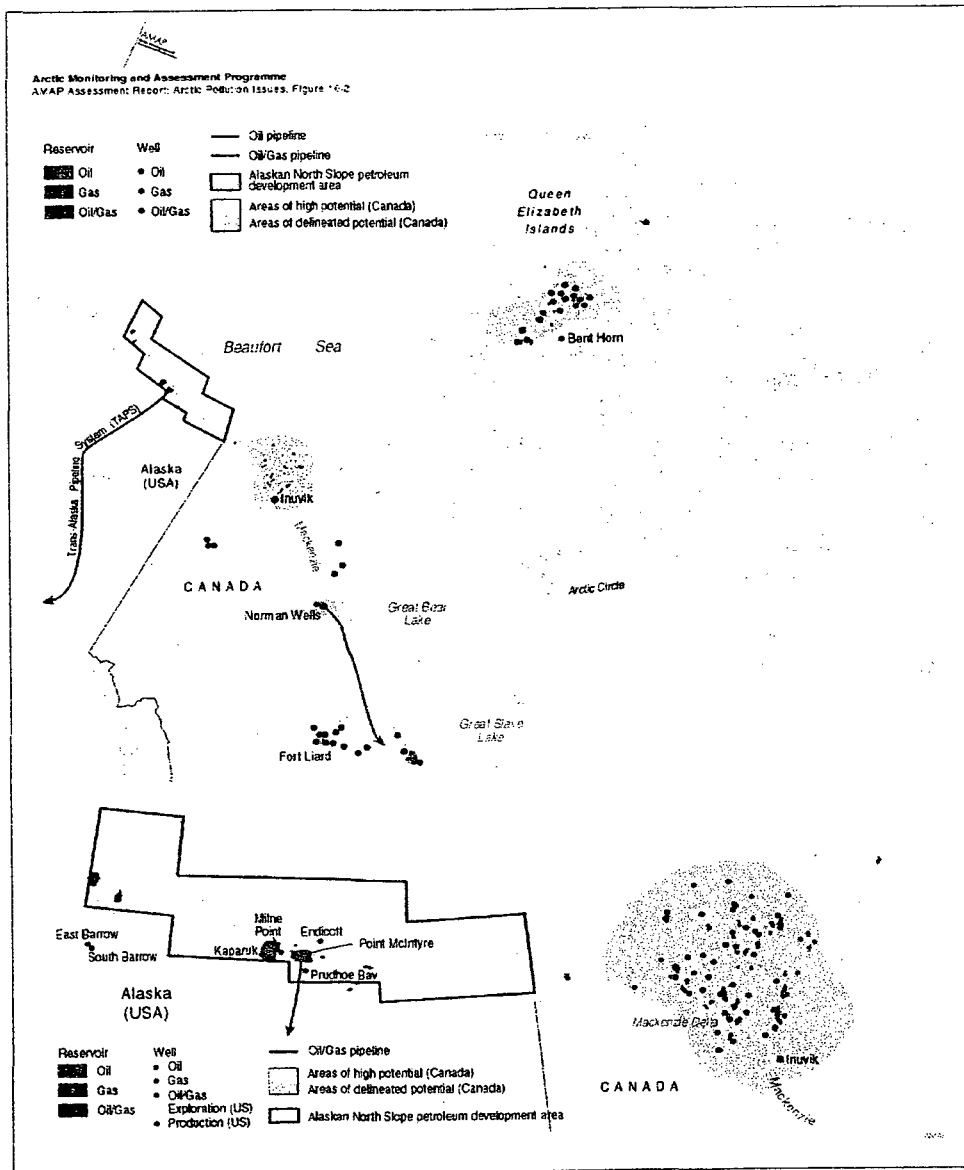 AMAP
Arctic Monitoring and Assessment Programme
AMAP Assessment Report: Arctic Pollution Issues, Figure 10-2
Reservoir
Oil
Gas
Oil/Gas
Well
Oil
Gas
Oil/Gas
Oil pipeline
Oil/Gas pipeline
Alaskan North Slope petroleum
development area
Areas of high potential (Canada)
Areas of delineated potential (Canada)
Queen
Elizabeth
Islands
Bent Horn
Beaufort Sea
Trans-Alaska Pipeling System (TAPS)
Alaska
(USA)
Inuvik
Mackenzie
CANADA
Norman Wells
Great Bear
Lake
Arctic Circle
Great Slave
Lake
Fort Liard
East Barrow
South Barrow
Milne
Point
Kaparuk
Endicott
Point McIntyre
Prudhoe Bay
Alaska
(USA)
Mackenzie Delta
Inuvik
Mackenzie
CANADA
Reservoir
Oil
Gas
Oil/Gas
Well
Oil
Gas
Oil/Gas
Exploration (US)
Production (US)
Oil/Gas pipeline
Areas of high potential (Canada)
Areas of delineated potential (Canada)
Alaskan North Slope petroleum development area